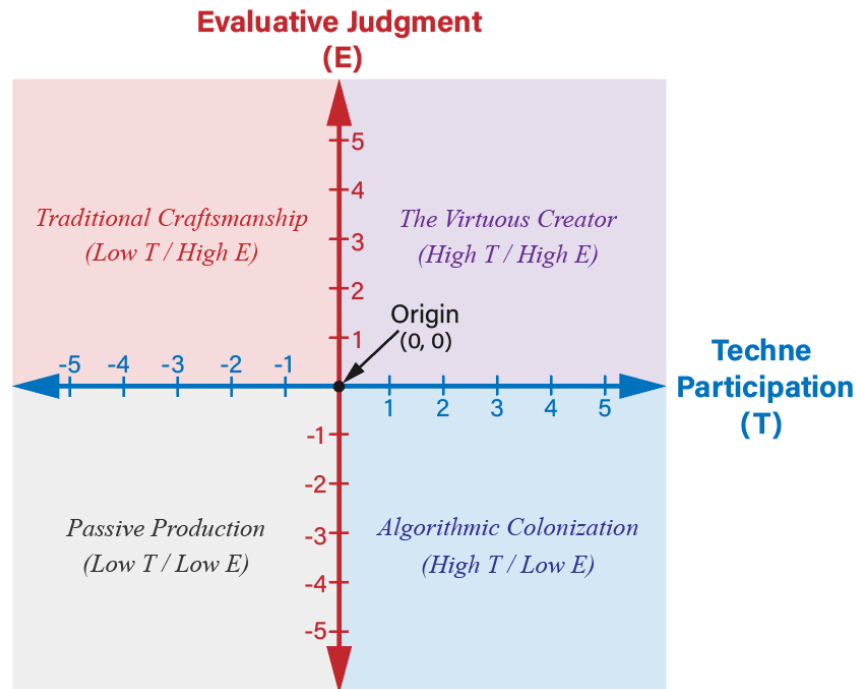 Evaluative Judgment
(E)
5
4
Traditional Craftsmanship
(Low T / High E)
The Virtuous Creator
(High T / High E)
3
2
Origin
(0, 0)
1
-5 -4 -3 -2 -1
1 2 3 4 5
Techne
Participation
(T)
-1
-2
Passive Production
(Low T / Low E)
Algorithmic Colonization
(High T / Low E)
-3
-4
-5